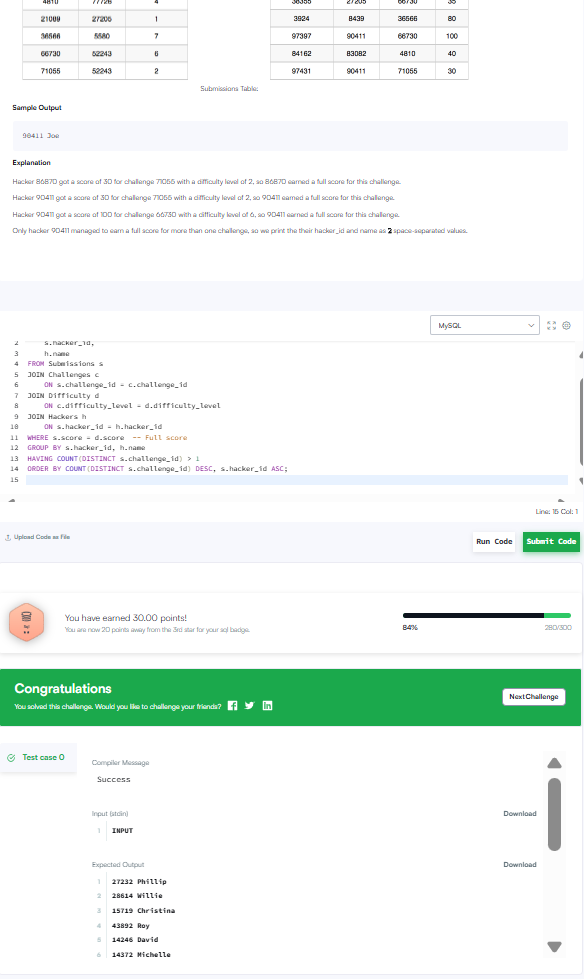 4810 77726 4
21089 27205 1
36566 5580 7
66730 52243 6
71055 52243 2
38355 27205 66730 35
3924 8439 36566 80
97397 90411 66730 100
84162 83082 4810 40
97431 90411 71055 30
Submissions Table:
Sample Output
90411 Joe
Explanation
Hacker 86870 got a score of 30 for challenge 71055 with a difficulty level of 2, so 86870 earned a full score for this challenge.
Hacker 90411 got a score of 30 for challenge 71055 with a difficulty level of 2, so 90411 earned a full score for this challenge.
Hacker 90411 got a score of 100 for challenge 66730 with a difficulty level of 6, so 90411 earned a full score for this challenge.
Only hacker 90411 managed to earn a full score for more than one challenge, so we print the their hacker_id and name as 2 space-separated values.
MySQL
2 s.hacker_id,
3 h.name
4 FROM Submissions s
5 JOIN Challenges c
6 ON s.challenge_id = c.challenge_id
7 JOIN Difficulty d
8 ON c.difficulty_level = d.difficulty_level
9 JOIN Hackers h
10 ON s.hacker_id = h.hacker_id
11 WHERE s.score = d.score -- Full score
12 GROUP BY s.hacker_id, h.name
13 HAVING COUNT(DISTINCT s.challenge_id) > 1
14 ORDER BY COUNT(DISTINCT s.challenge_id) DESC, s.hacker_id ASC;
15
Line: 15 Col: 1
Upload Code as File
Run Code
Submit Code
Sql
You have earned 30.00 points!
You are now 20 points away from the 3rd star for your sql badge.
84%
280/300
Congratulations
You solved this challenge. Would you like to challenge your friends?
Next Challenge
Test case 0
Compiler Message
Success
Input (stdin)
Download
1 INPUT
Expected Output
Download
1 27232 Phillip
2 28614 Willie
3 15719 Christina
4 43892 Roy
5 14246 David
6 14372 Michelle